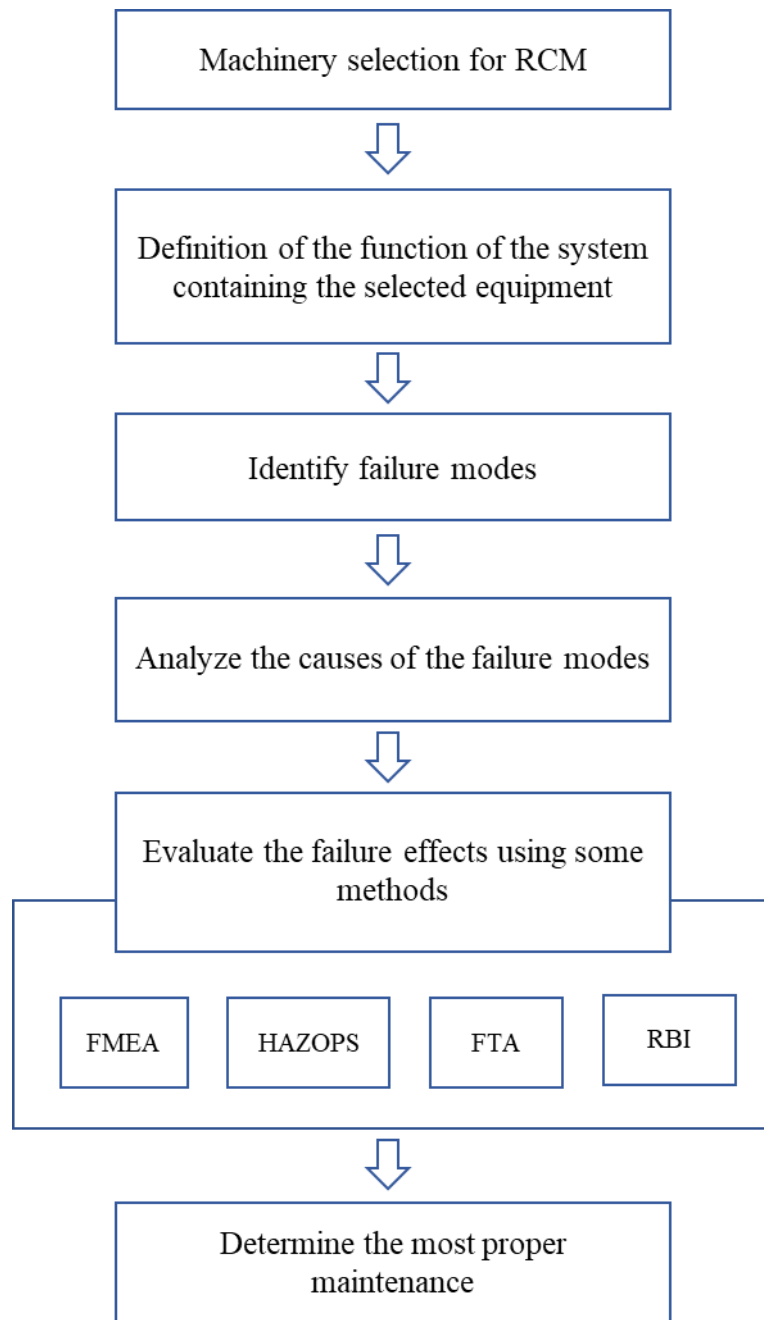 Machinery selection for RCM
Definition of the function of the system
containing the selected equipment
Identify failure modes
Analyze the causes of the failure modes
Evaluate the failure effects using some
methods
FMEA
HAZOPS
FTA
RBI
Determine the most proper
maintenance